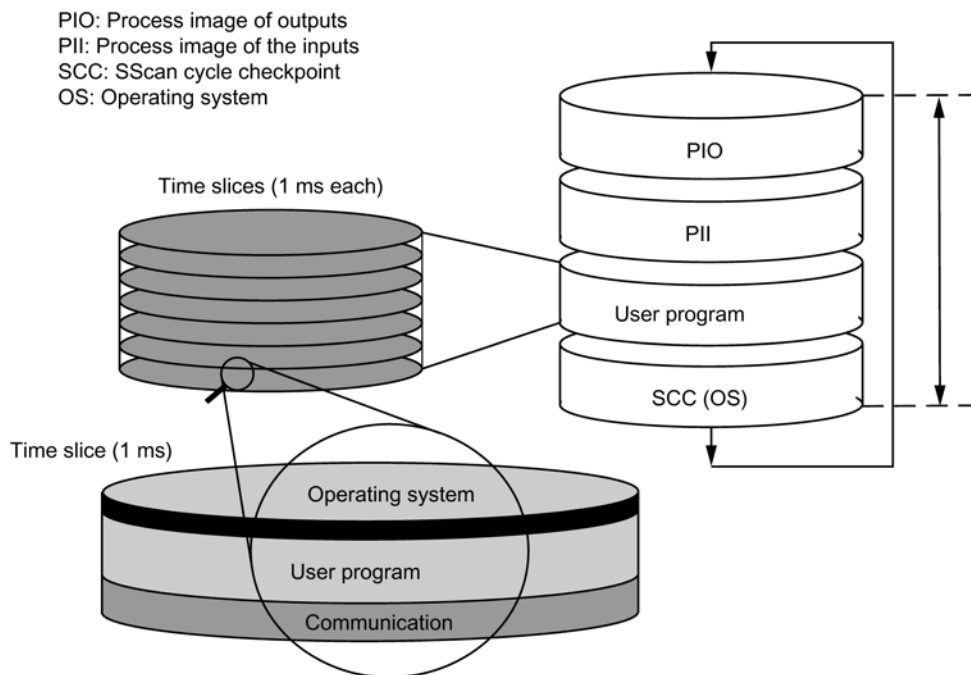 PIO: Process image of outputs
PII: Process image of the inputs
SCC: SScan cycle checkpoint
OS: Operating system
PIO
Time slices (1 ms each)
PII
User program
SCC (OS)
Time slice (1 ms)
Operating system
User program
Communication